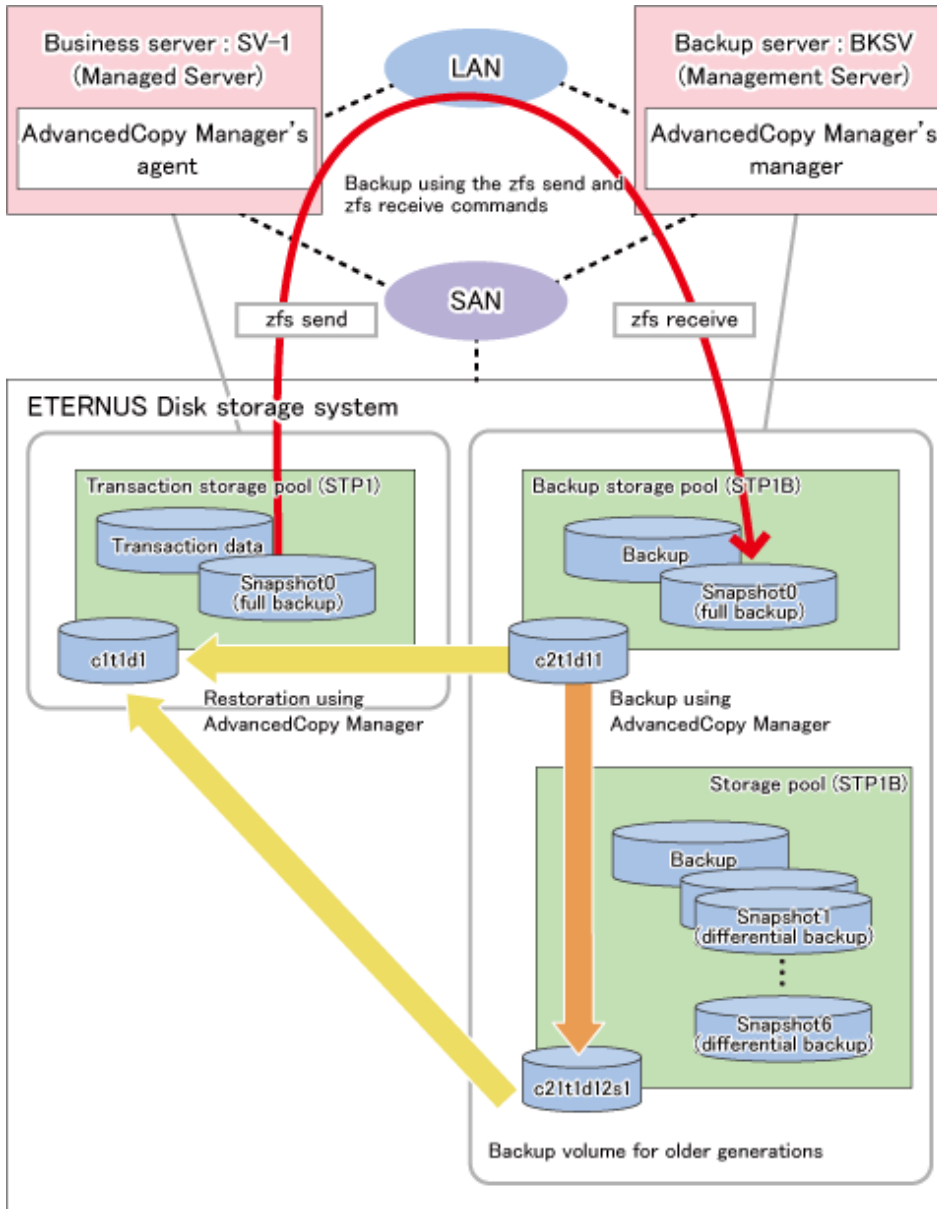 Business server : SV-1
(Managed Server)
AdvancedCopy Manager's
agent
LAN
Backup server : BKSV
(Management Server)
AdvancedCopy Manager's
manager
Backup using the zfs send and
zfs receive commands
SAN
zfs send
zfs receive
ETERNUS Disk storage system
Transaction storage pool (STP1)
Transaction data
Snapshot0
(full backup)
c1t1d1
Backup storage pool (STP1B)
Backup
Snapshot0
(full backup)
c2t1d11
Restoration using
AdvancedCopy Manager
Backup using
AdvancedCopy Manager
Storage pool (STP1B)
Backup
Snapshot1
(differential backup)
Snapshot6
(differential backup)
c21t1d12s1
Backup volume for older generations